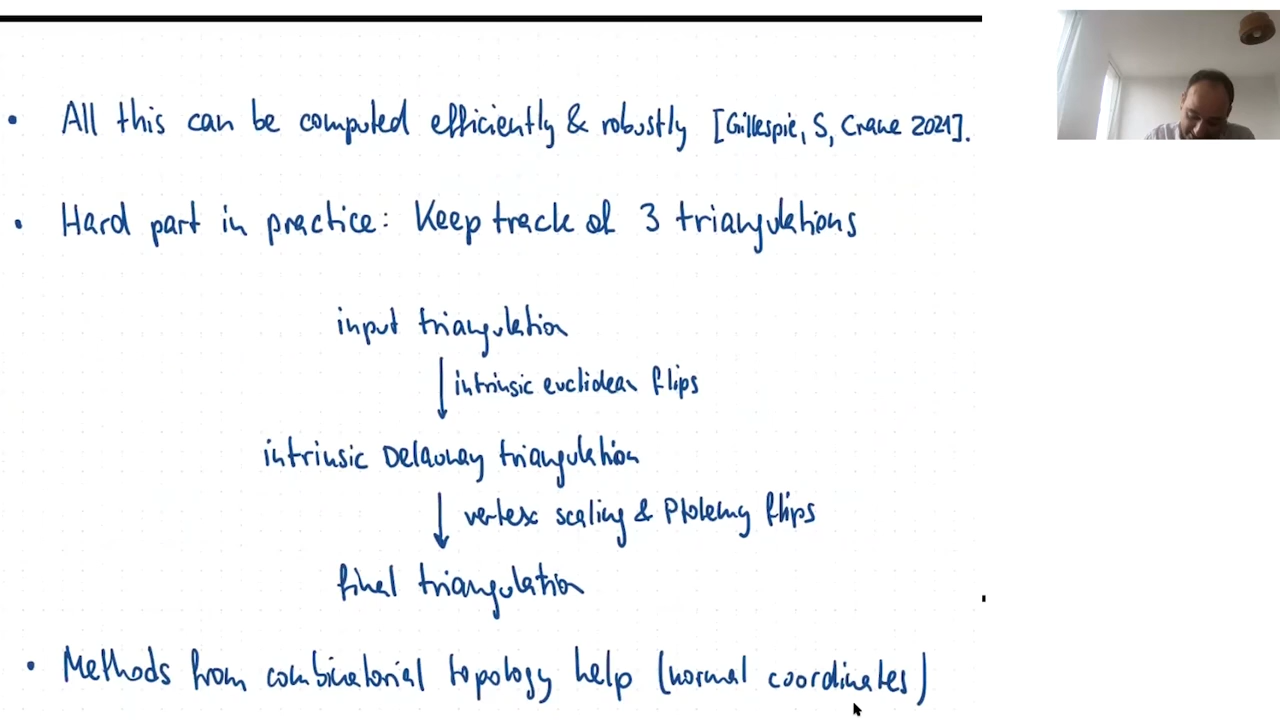 • All this can be computed efficiently & robustly [Gillespie, S, Crane 2021].
• Hard part in practice: Keep track of 3 triangulations
input triangulation
intrinsic euclidean flips
intrinsic Delaunay triangulation
vertex scaling & Ptolemy flips
final triangulation
• Methods from combinatorial topology help (normal coordinates)